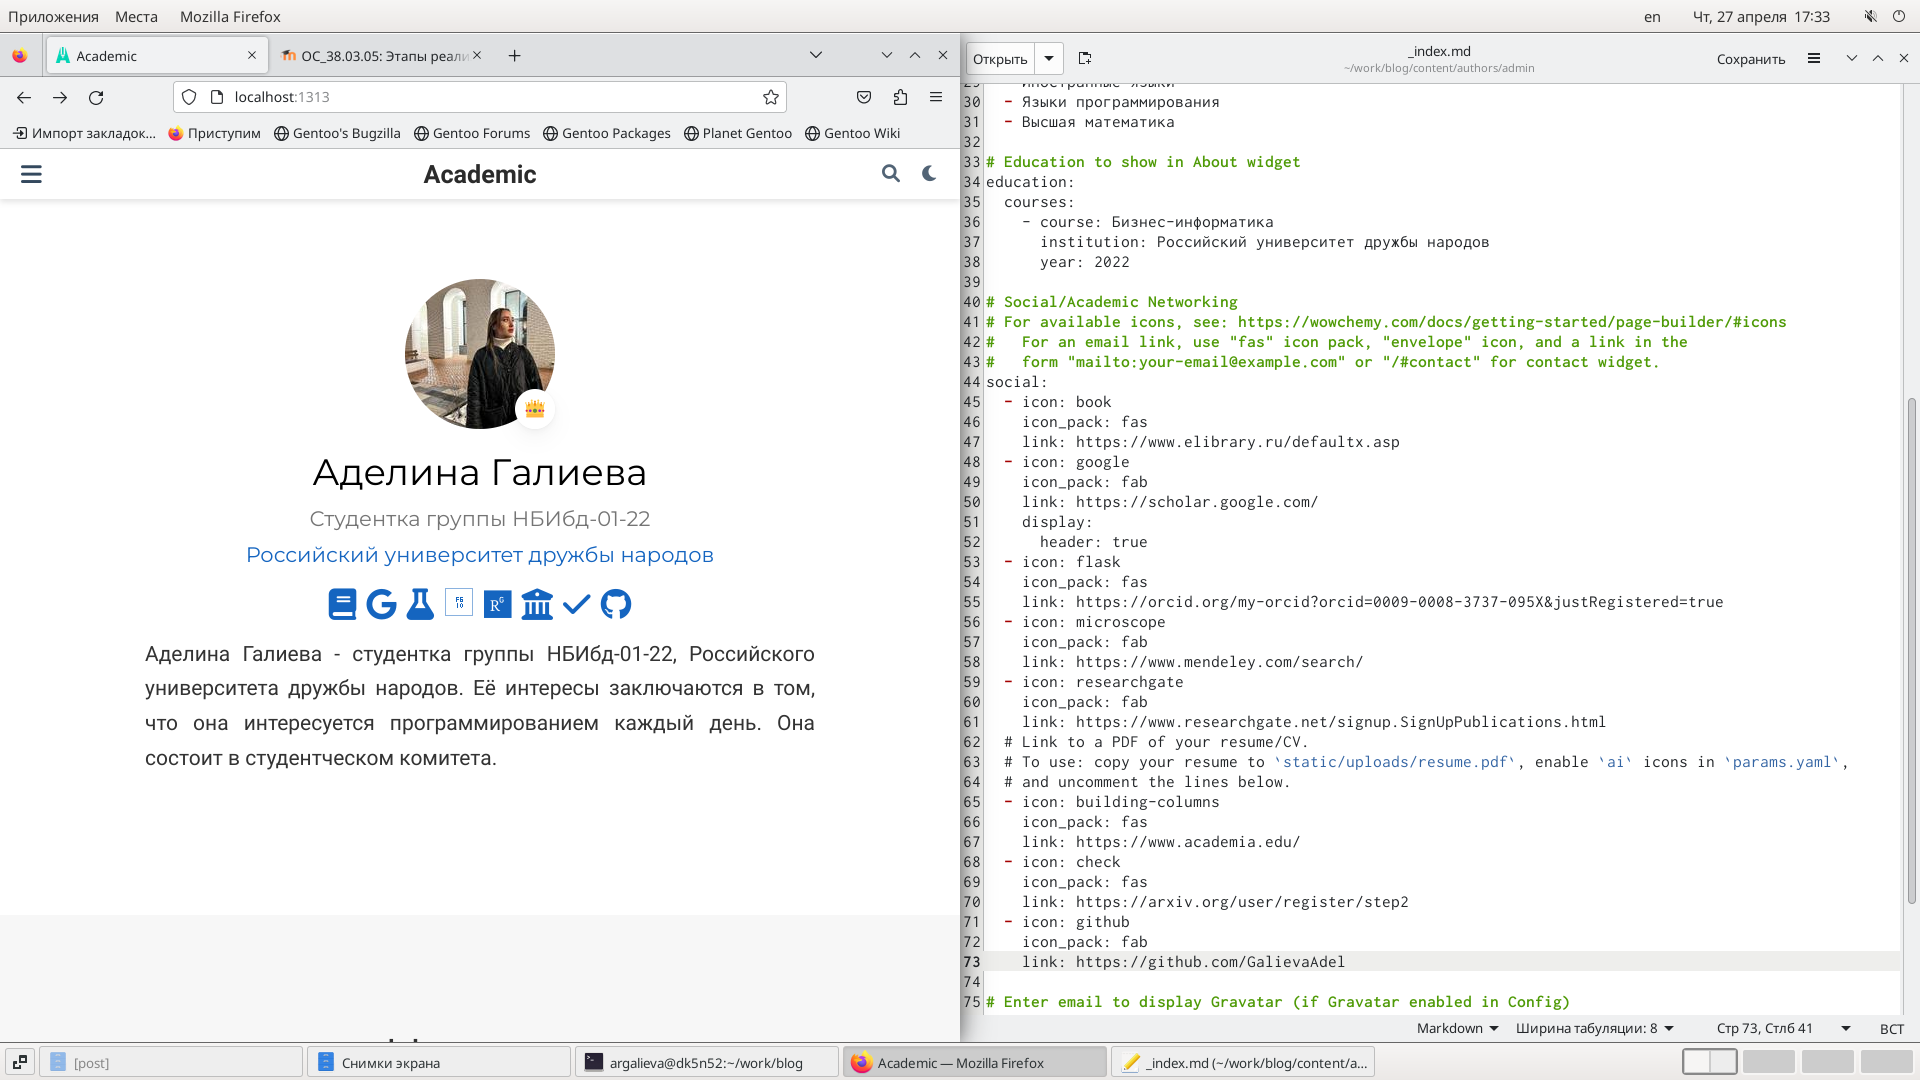 Приложения Места Mozilla Firefox en Чт, 27 апреля 17:33
Academic ОС_38.03.05: Этапы реали
localhost:1313
Импорт закладок... Приступим Gentoo's Bugzilla Gentoo Forums Gentoo Packages Planet Gentoo Gentoo Wiki
Academic
Аделина Галиева
Студентка группы НБИбд-01-22
Российский университет дружбы народов
Аделина Галиева - студентка группы НБИбд-01-22, Российского
университета дружбы народов. Её интересы заключаются в том,
что она интересуется программированием каждый день. Она
состоит в студентческом комитета.
Открыть _index.md Сохранить
~/work/blog/content/authors/admin
30 - Языки программирования
31 - Высшая математика
32
33 # Education to show in About widget
34 education:
35 courses:
36 - course: Бизнес-информатика
37 institution: Российский университет дружбы народов
38 year: 2022
39
40 # Social/Academic Networking
41 # For available icons, see: https://wowchemy.com/docs/getting-started/page-builder/#icons
42 # For an email link, use "fas" icon pack, "envelope" icon, and a link in the
43 # form "mailto:your-email@example.com" or "/#contact" for contact widget.
44 social:
45 - icon: book
46 icon_pack: fas
47 link: https://www.elibrary.ru/defaultx.asp
48 - icon: google
49 icon_pack: fab
50 link: https://scholar.google.com/
51 display:
52 header: true
53 - icon: flask
54 icon_pack: fas
55 link: https://orcid.org/my-orcid?orcid=0009-0008-3737-095X&justRegistered=true
56 - icon: microscope
57 icon_pack: fab
58 link: https://www.mendeley.com/search/
59 - icon: researchgate
60 icon_pack: fab
61 link: https://www.researchgate.net/signup.SignUpPublications.html
62 # Link to a PDF of your resume/CV.
63 # To use: copy your resume to `static/uploads/resume.pdf`, enable `ai` icons in `params.yaml`,
64 # and uncomment the lines below.
65 - icon: building-columns
66 icon_pack: fas
67 link: https://www.academia.edu/
68 - icon: check
69 icon_pack: fas
70 link: https://arxiv.org/user/register/step2
71 - icon: github
72 icon_pack: fab
73 link: https://github.com/GalievaAdel
74
75 # Enter email to display Gravatar (if Gravatar enabled in Config)
Markdown Ширина табуляции: 8 Стр 73, Стлб 41 ВСТ
[post] Снимки экрана argalieva@dk5n52:~/work/blog Academic — Mozilla Firefox _index.md (~/work/blog/content/a...